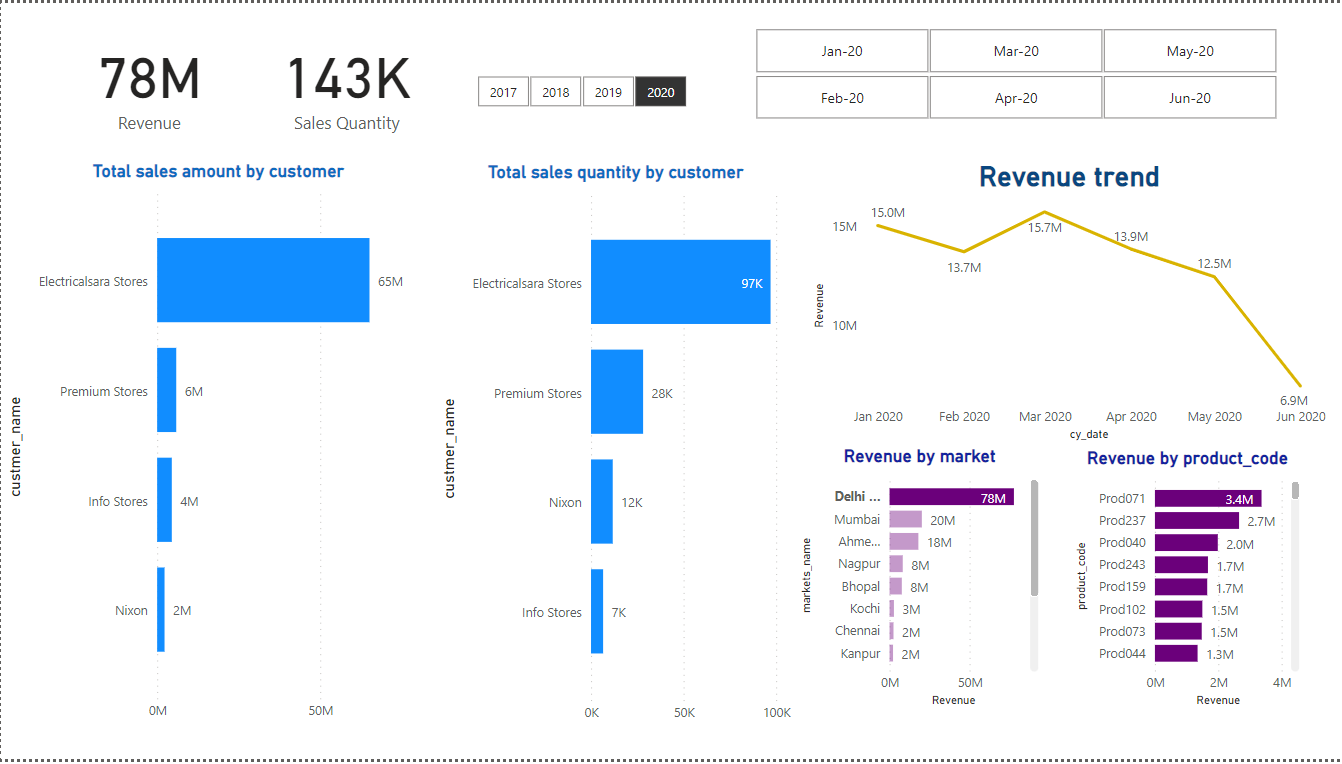 78M
Revenue
143K
Sales Quantity
2017 2018 2019 2020
Jan-20 Mar-20 May-20
Feb-20 Apr-20 Jun-20
Total sales amount by customer
custmer_name
Electricalsara Stores 65M
Premium Stores 6M
Info Stores 4M
Nixon 2M
0M 50M
Total sales quantity by customer
custmer_name
Electricalsara Stores 97K
Premium Stores 28K
Nixon 12K
Info Stores 7K
0K 50K 100K
Revenue trend
Revenue
15M
10M
15.0M
13.7M
15.7M
13.9M
12.5M
6.9M
Jan 2020 Feb 2020 Mar 2020 Apr 2020 May 2020 Jun 2020
cy_date
Revenue by market
markets_name
Delhi ... 78M
Mumbai 20M
Ahme... 18M
Nagpur 8M
Bhopal 8M
Kochi 3M
Chennai 2M
Kanpur 2M
0M 50M
Revenue
Revenue by product_code
product_code
Prod071 3.4M
Prod237 2.7M
Prod040 2.0M
Prod243 1.7M
Prod159 1.7M
Prod102 1.5M
Prod073 1.5M
Prod044 1.3M
0M 2M 4M
Revenue